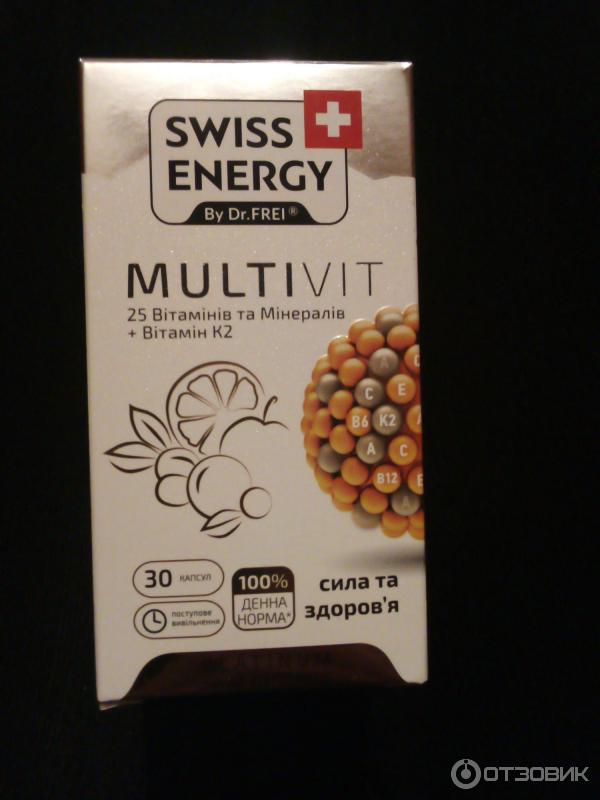 SWISS
ENERGY
By Dr.FREI®
MULTIVIT
25 Вітамінів та Мінералів
+ Вітамін К2
A
C
E
B6
K2
A
C
B12
E
A
30 КАПСУЛ
100%
ДЕННА
НОРМА*
поступове
вивільнення
сила та
здоров'я
PLATINUM
ОТЗОВИК